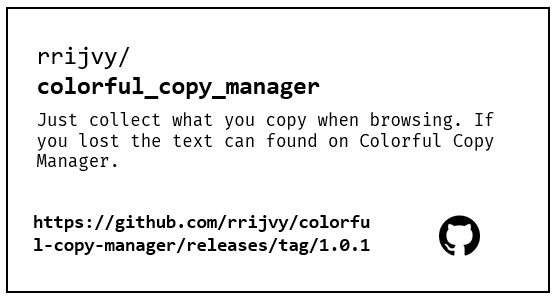 rrijvy/
colorful_copy_manager
Just collect what you copy when browsing. If
you lost the text can found on Colorful Copy
Manager.
https://github.com/rrijvy/colorfu
l-copy-manager/releases/tag/1.0.1